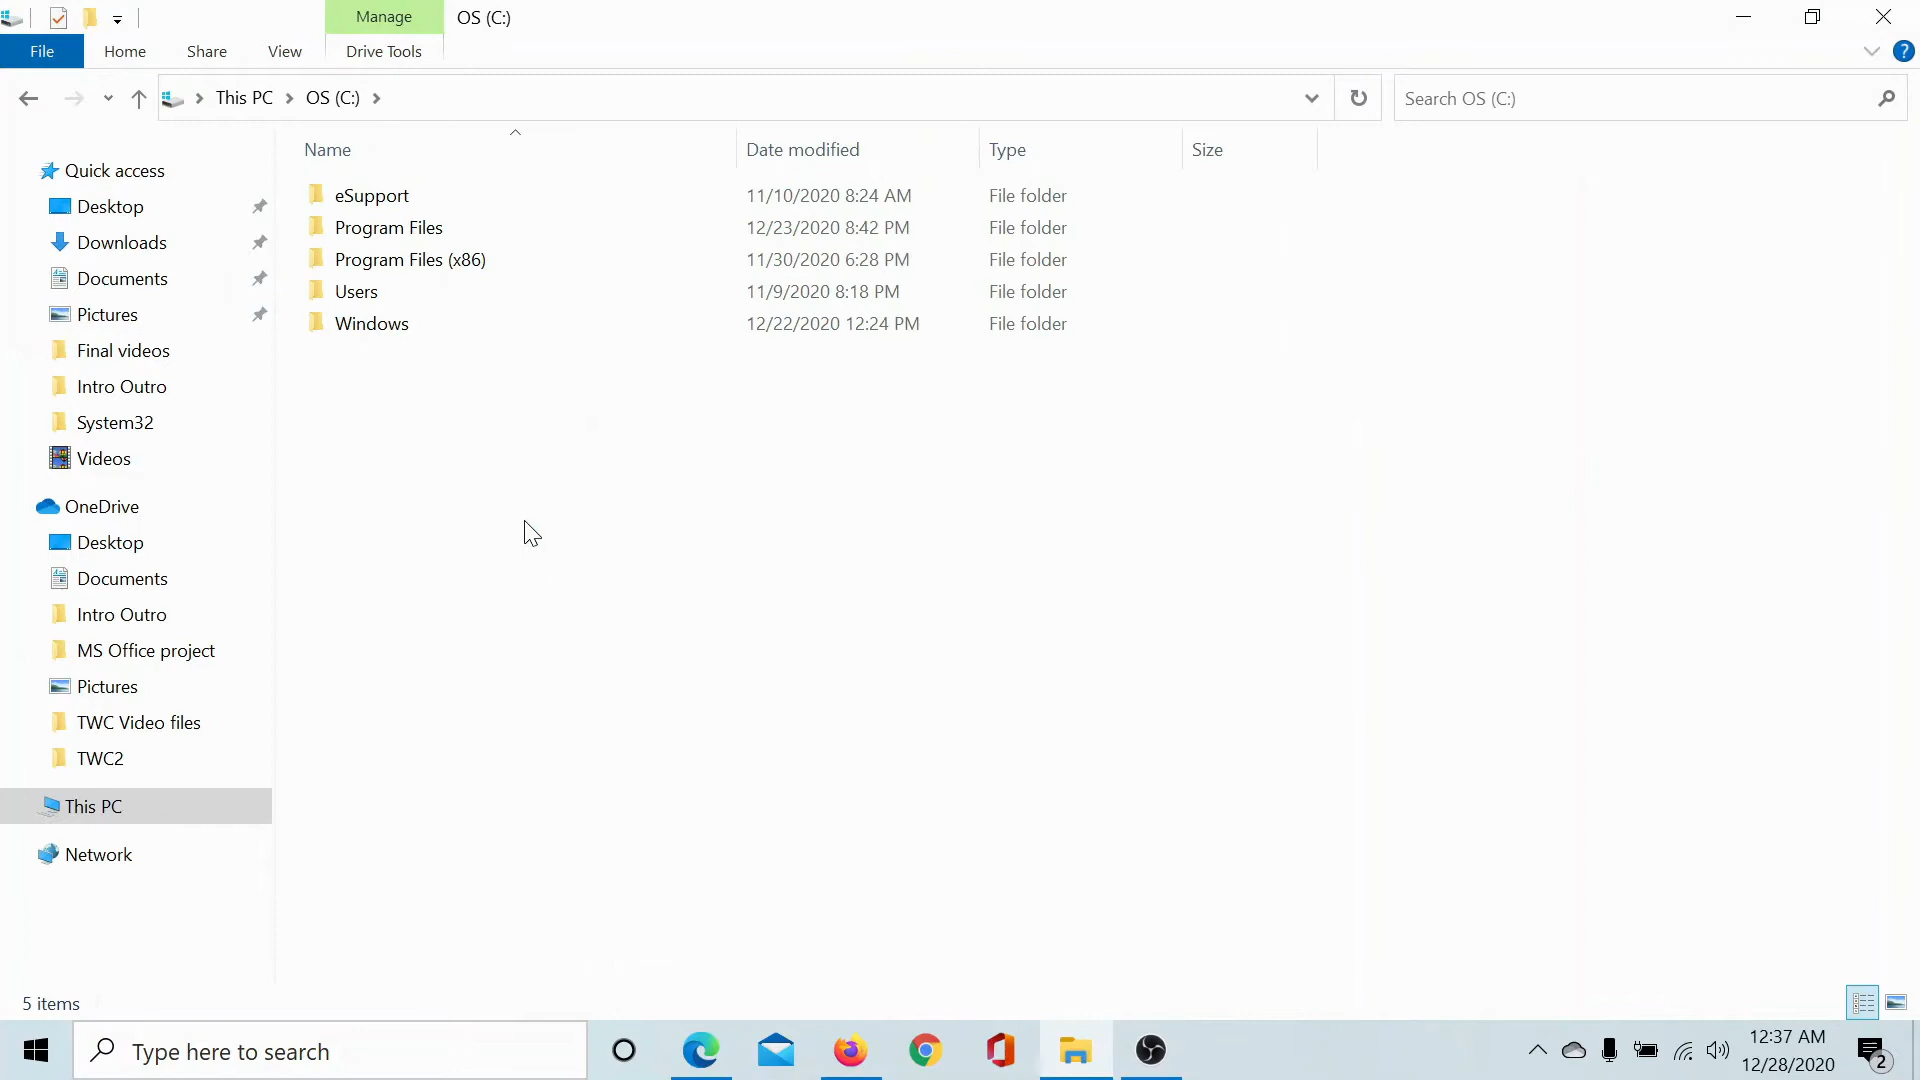 Manage
OS (C:)
File
Home
Share
View
Drive Tools
?
This PC
OS (C:)
Search OS (C:)
Name
Date modified
Type
Size
eSupport 11/10/2020 8:24 AM File folder
Program Files 12/23/2020 8:42 PM File folder
Program Files (x86) 11/30/2020 6:28 PM File folder
Users 11/9/2020 8:18 PM File folder
Windows 12/22/2020 12:24 PM File folder
Quick access
Desktop
Downloads
Documents
Pictures
Final videos
Intro Outro
System32
Videos
OneDrive
Desktop
Documents
Intro Outro
MS Office project
Pictures
TWC Video files
TWC2
This PC
Network
5 items
Type here to search
12:37 AM
12/28/2020
2